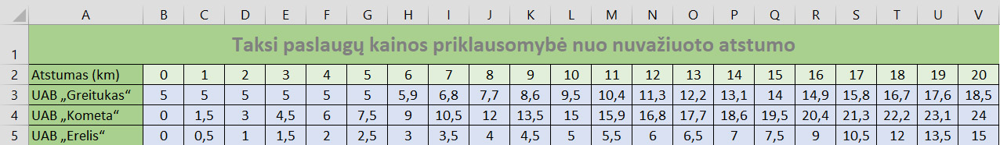 A B C D E F G H I J K L M N O P Q R S T U V
1 Taksi paslaugų kainos priklausomybė nuo nuvažiuoto atstumo
2 Atstumas (km) 0 1 2 3 4 5 6 7 8 9 10 11 12 13 14 15 16 17 18 19 20
3 UAB „Greitukas“ 5 5 5 5 5 5 5,9 6,8 7,7 8,6 9,5 10,4 11,3 12,2 13,1 14 14,9 15,8 16,7 17,6 18,5
4 UAB „Kometa“ 0 1,5 3 4,5 6 7,5 9 10,5 12 13,5 15 15,9 16,8 17,7 18,6 19,5 20,4 21,3 22,2 23,1 24
5 UAB „Erelis“ 0 0,5 1 1,5 2 2,5 3 3,5 4 4,5 5 5,5 6 6,5 7 7,5 9 10,5 12 13,5 15